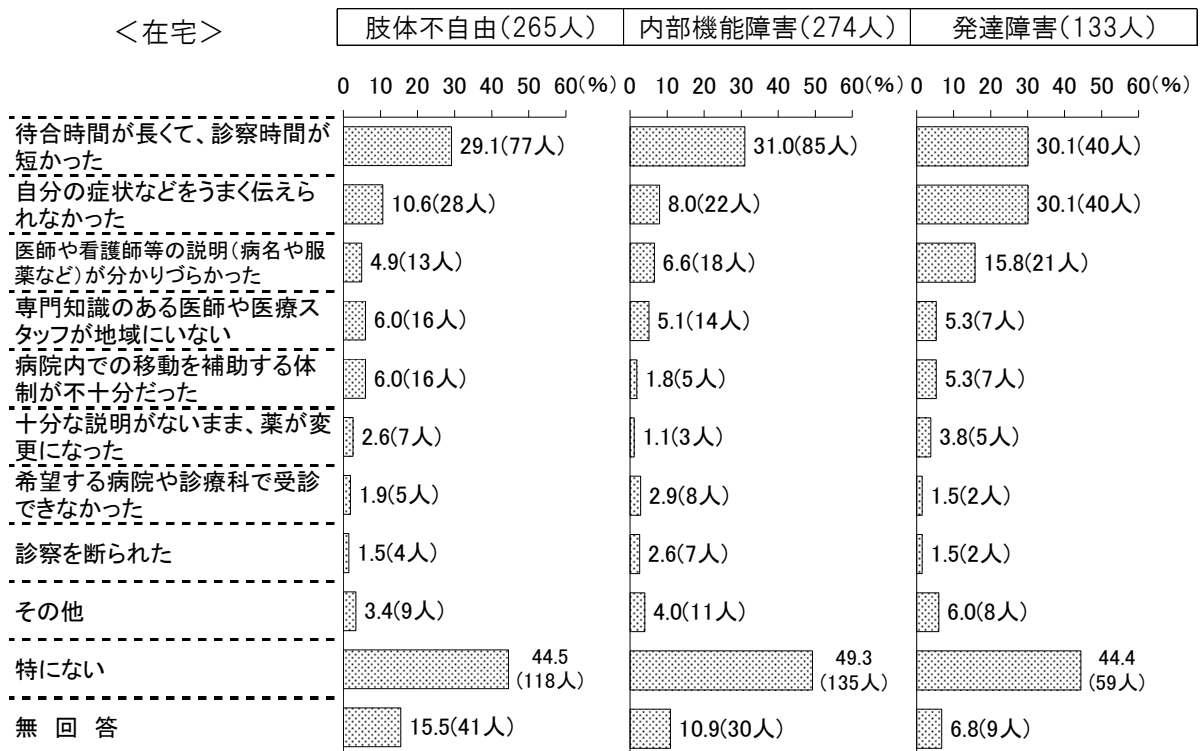 ＜在宅＞
肢体不自由(265人) 内部機能障害(274人) 発達障害(133人)
0 10 20 30 40 50 60(%) 0 10 20 30 40 50 60(%) 0 10 20 30 40 50 60(%)
待合時間が長くて、診察時間が
短かった
29.1(77人) 31.0(85人) 30.1(40人)
自分の症状などをうまく伝えら
れなかった
10.6(28人) 8.0(22人) 30.1(40人)
医師や看護師等の説明(病名や服
薬など)が分かりづらかった
4.9(13人) 6.6(18人) 15.8(21人)
専門知識のある医師や医療ス
タッフが地域にいない
6.0(16人) 5.1(14人) 5.3(7人)
病院内での移動を補助する体
制が不十分だった
6.0(16人) 1.8(5人) 5.3(7人)
十分な説明がないまま、薬が変
更になった
2.6(7人) 1.1(3人) 3.8(5人)
希望する病院や診療科で受診
できなかった
1.9(5人) 2.9(8人) 1.5(2人)
診察を断られた
1.5(4人) 2.6(7人) 1.5(2人)
その他
3.4(9人) 4.0(11人) 6.0(8人)
特にない
44.5 49.3 44.4
(118人) (135人) (59人)
無 回 答
15.5(41人) 10.9(30人) 6.8(9人)